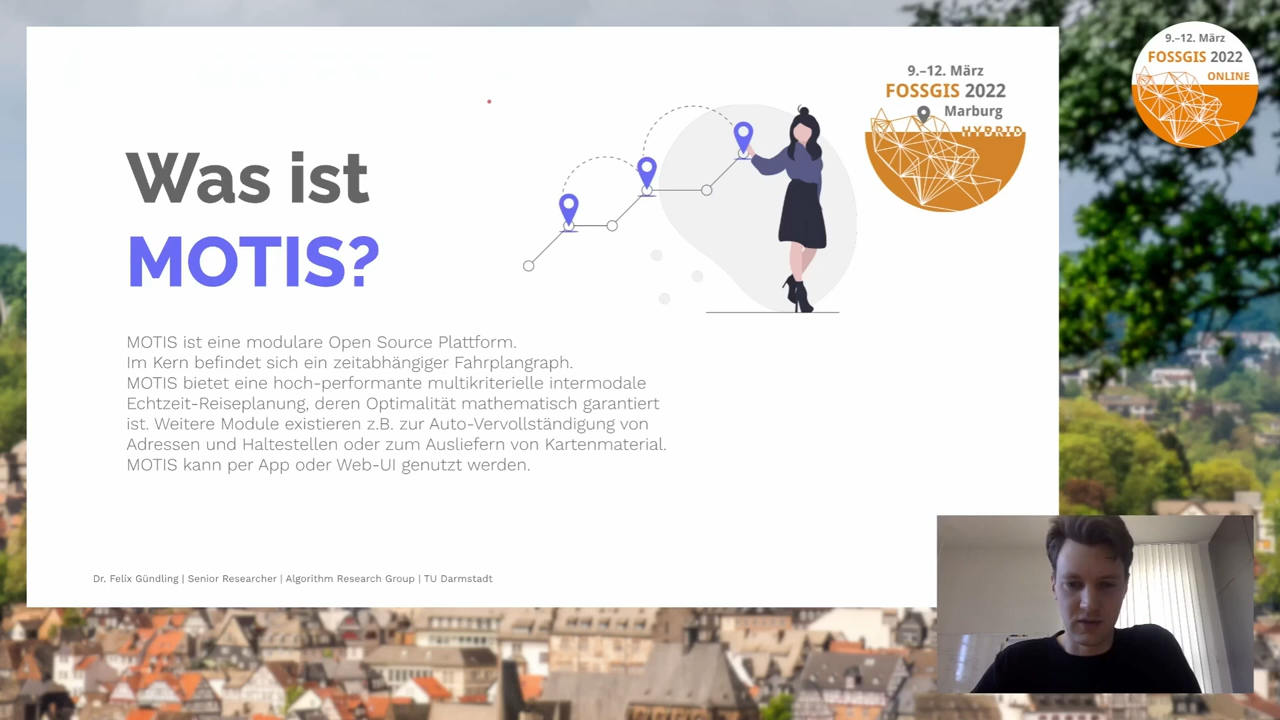 Was ist
MOTIS?
MOTIS ist eine modulare Open Source Plattform.
Im Kern befindet sich ein zeitabhängiger Fahrplangraph.
MOTIS bietet eine hoch-performante multikriterielle intermodale
Echtzeit-Reiseplanung, deren Optimalität mathematisch garantiert
ist. Weitere Module existieren z.B. zur Auto-Vervollständigung von
Adressen und Haltestellen oder zum Ausliefern von Kartenmaterial.
MOTIS kann per App oder Web-UI genutzt werden.
Dr. Felix Gündling | Senior Researcher | Algorithm Research Group | TU Darmstadt
9.–12. März
FOSSGIS 2022
Marburg
HYBRID
9.–12. März
FOSSGIS 2022
ONLINE